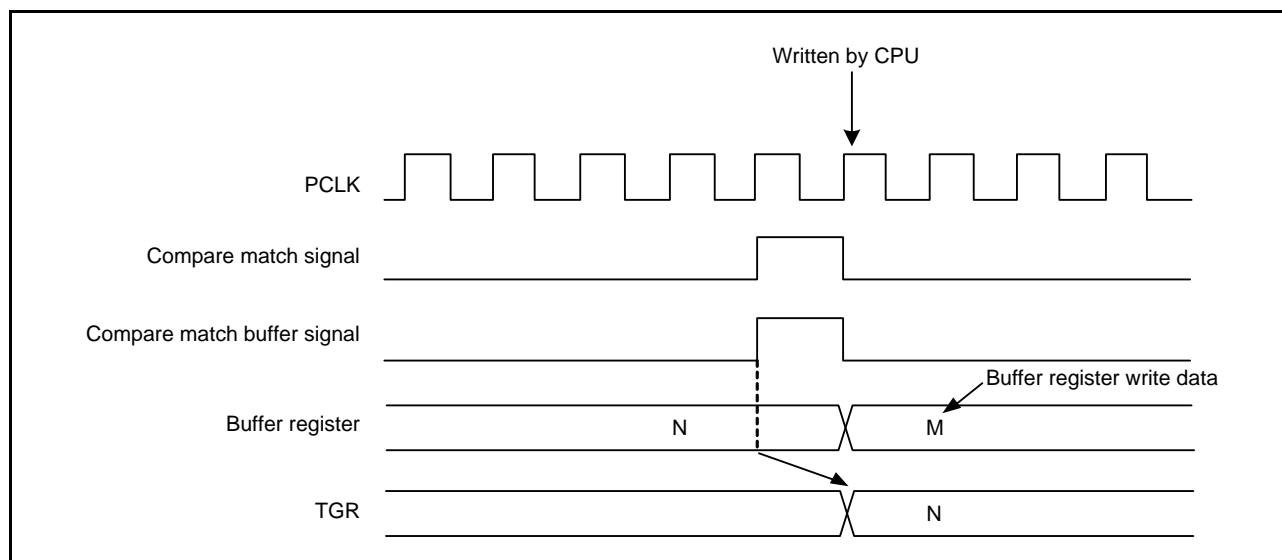 Written by CPU
PCLK
Compare match signal
Compare match buffer signal
Buffer register write data
Buffer register
N
M
TGR
N